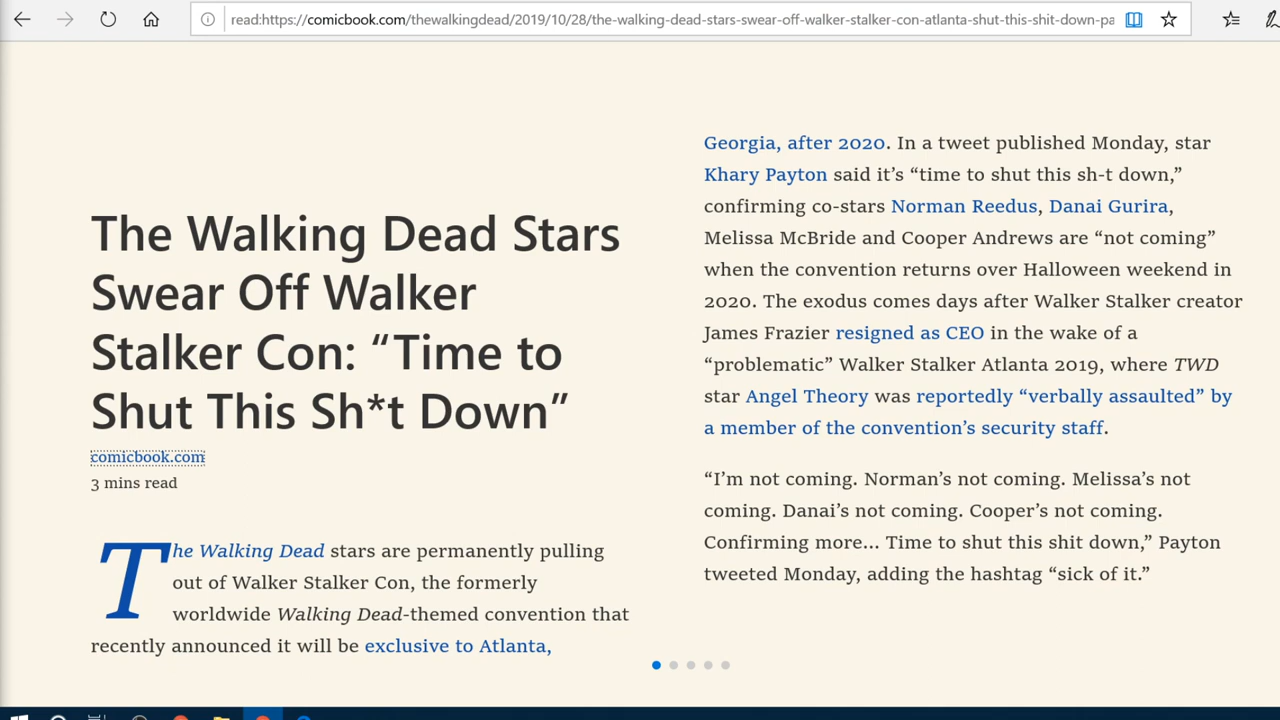 read:https://comicbook.com/thewalkingdead/2019/10/28/the-walking-dead-stars-swear-off-walker-stalker-con-atlanta-shut-this-shit-down-pa
The Walking Dead Stars
Swear Off Walker
Stalker Con: “Time to
Shut This Sh*t Down”
comicbook.com
3 mins read
The Walking Dead stars are permanently pulling
out of Walker Stalker Con, the formerly
worldwide Walking Dead-themed convention that
recently announced it will be exclusive to Atlanta,
Georgia, after 2020. In a tweet published Monday, star
Khary Payton said it’s “time to shut this sh-t down,”
confirming co-stars Norman Reedus, Danai Gurira,
Melissa McBride and Cooper Andrews are “not coming”
when the convention returns over Halloween weekend in
2020. The exodus comes days after Walker Stalker creator
James Frazier resigned as CEO in the wake of a
“problematic” Walker Stalker Atlanta 2019, where TWD
star Angel Theory was reportedly “verbally assaulted” by
a member of the convention’s security staff.
“I’m not coming. Norman’s not coming. Melissa’s not
coming. Danai’s not coming. Cooper’s not coming.
Confirming more... Time to shut this shit down,” Payton
tweeted Monday, adding the hashtag “sick of it.”